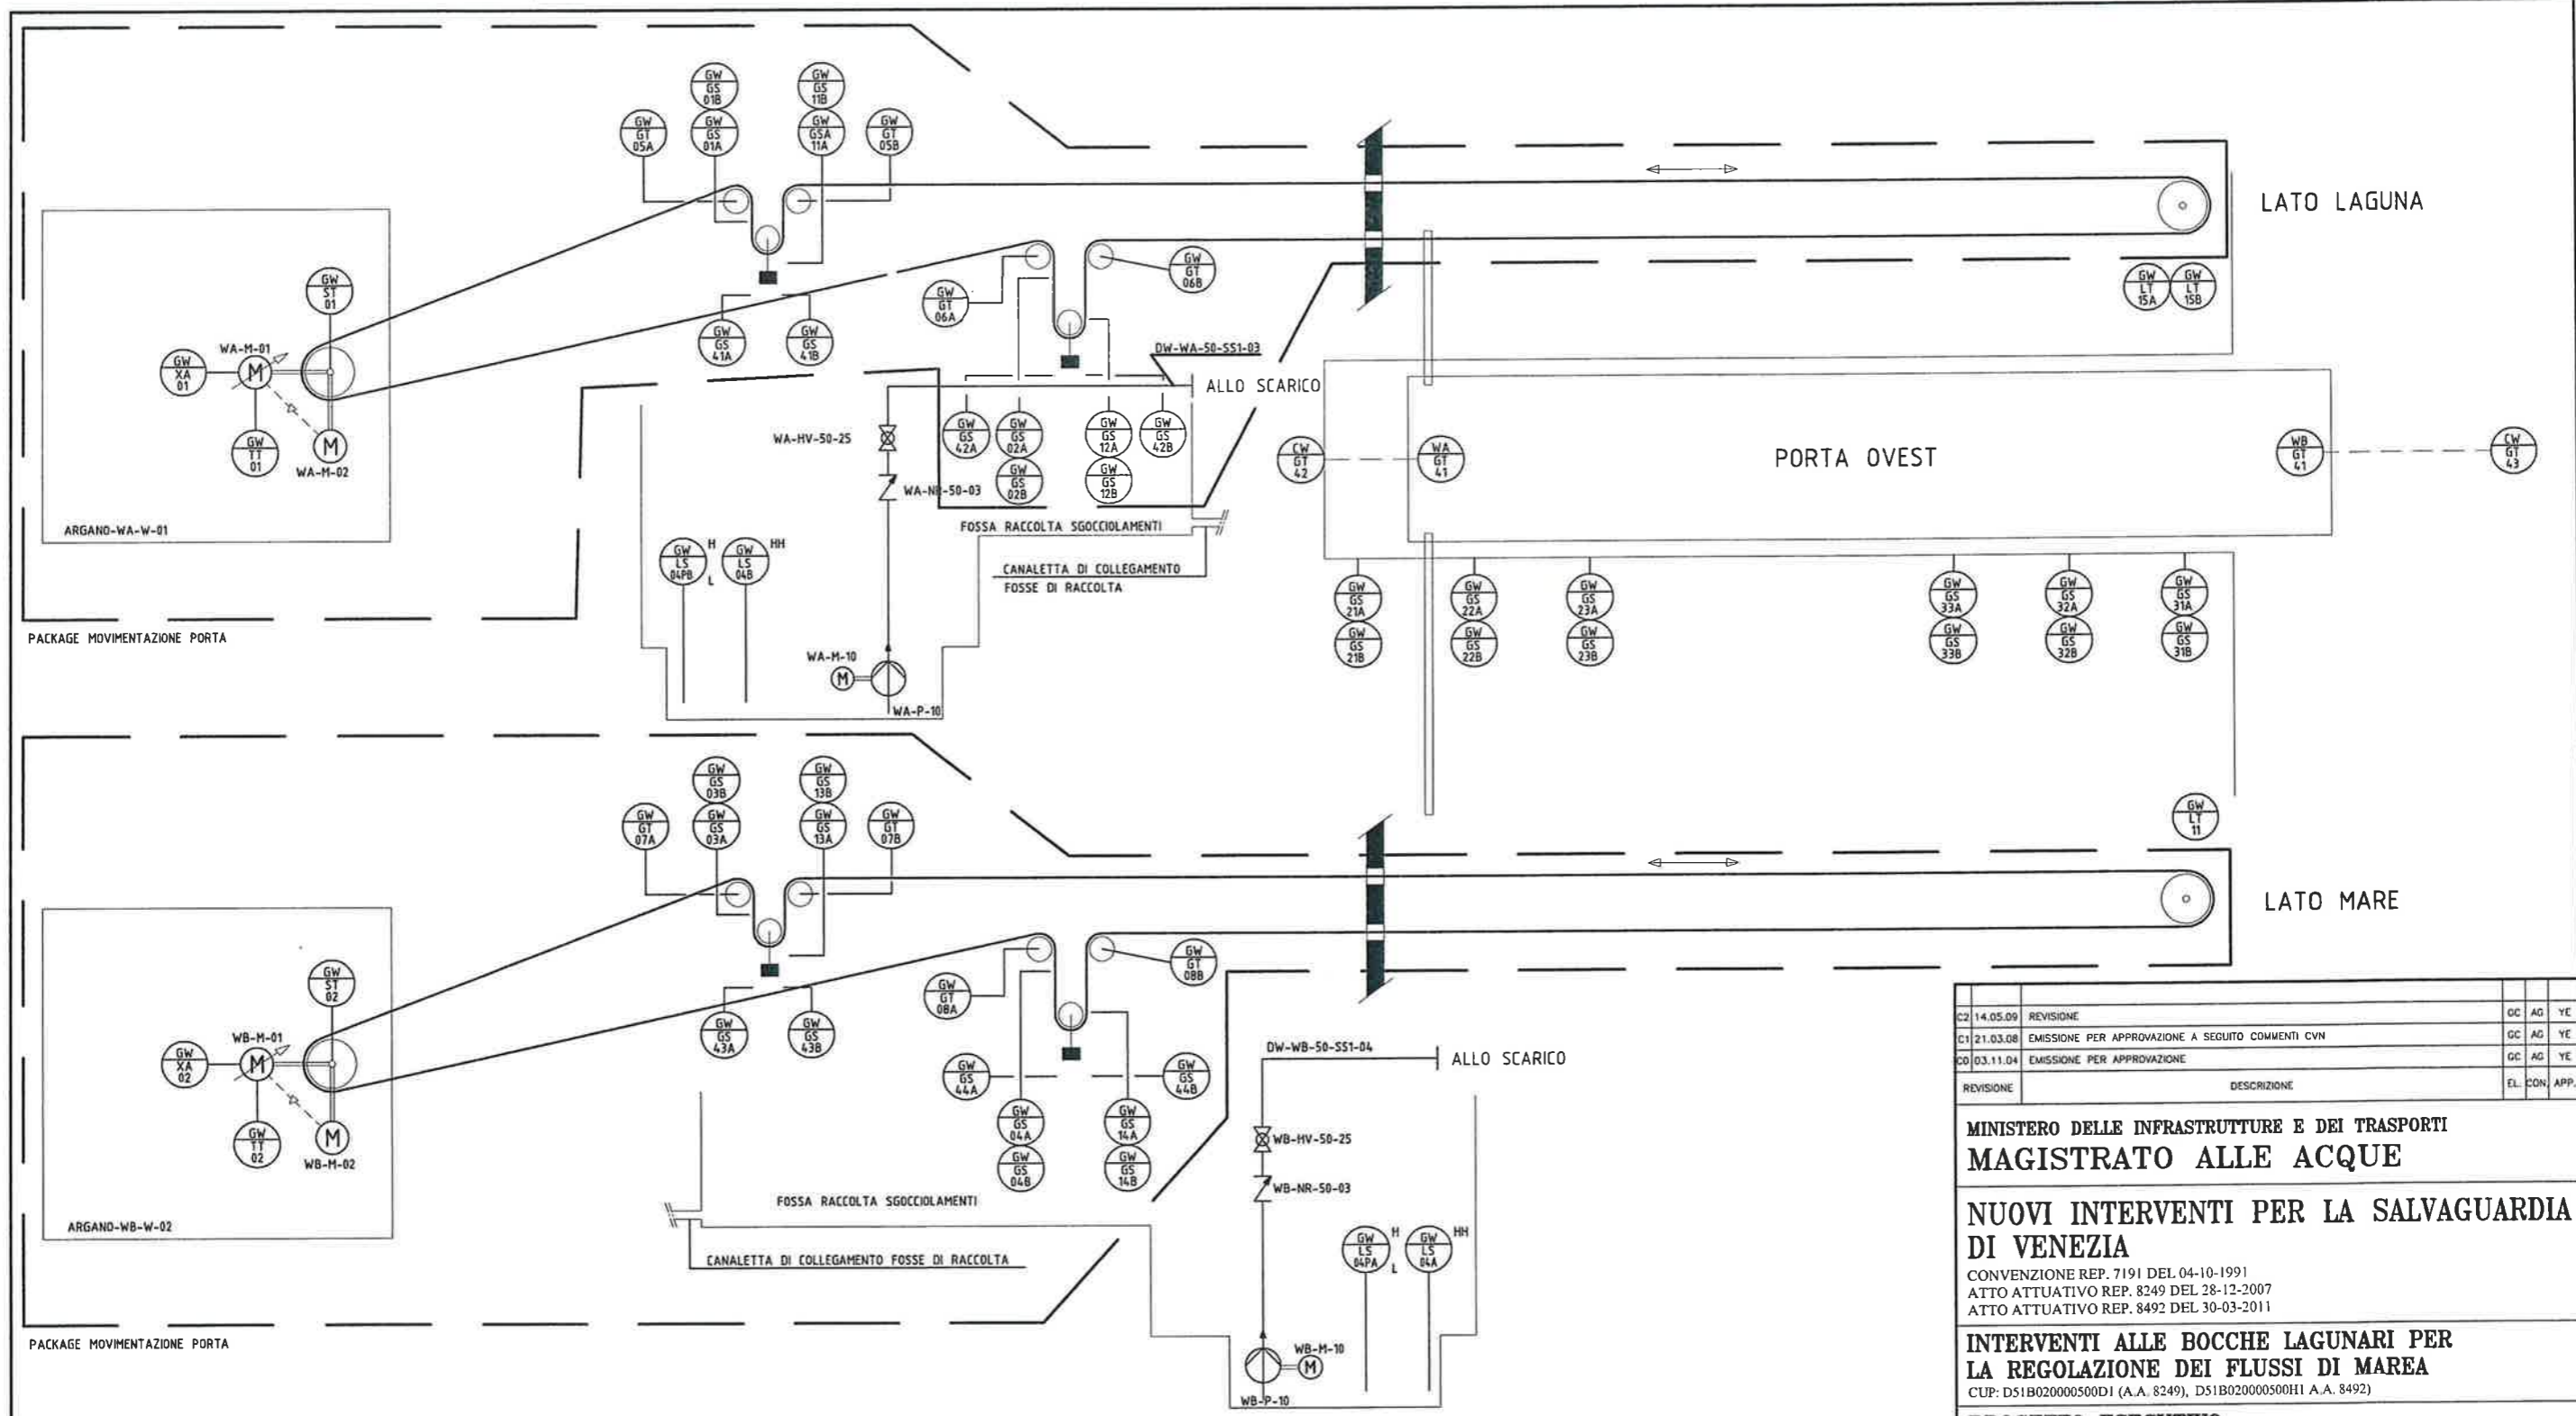 GW GS 01B
GW GS 11B
GW GT 05A
GW GS 01A
GW GSA 11A
GW GT 05B
LATO LAGUNA
GW ST 01
GW GT 06A
GW GT 06B
GW LT 15A
GW LT 15B
WA-M-01
GW XA 01
M
GW GS 41A
GW GS 41B
DW-WA-50-SS1-03
ALLO SCARICO
GW TT 01
M
WA-M-02
WA-HV-50-25
GW GS 42A
GW GS 02A
GW GS 12A
GW GS 42B
CW GT 42
WA GT 41
PORTA OVEST
WB GT 41
CW GT 43
WA-NR-50-03
GW GS 02B
GW GS 12B
ARGANO-WA-W-01
FOSSA RACCOLTA SGOCCIOLAMENTI
GW LS 04PB
H
L
GW LS 04B
HH
CANALETTA DI COLLEGAMENTO
FOSSE DI RACCOLTA
GW GS 21A
GW GS 22A
GW GS 23A
GW GS 33A
GW GS 32A
GW GS 31A
GW GS 21B
GW GS 22B
GW GS 23B
GW GS 33B
GW GS 32B
GW GS 31B
PACKAGE MOVIMENTAZIONE PORTA
WA-M-10
M
WA-P-10
GW GS 03B
GW GS 13B
GW GT 07A
GW GS 03A
GW GS 13A
GW GT 07B
GW LT 11
LATO MARE
GW ST 02
GW GT 08A
GW GT 08B
WB-M-01
GW XA 02
M
GW GS 43A
GW GS 43B
DW-WB-50-SS1-04
ALLO SCARICO
GW TT 02
M
WB-M-02
GW GS 44A
GW GS 44B
GW GS 04A
GW GS 14A
GW GS 04B
GW GS 14B
WB-HV-50-25
WB-NR-50-03
FOSSA RACCOLTA SGOCCIOLAMENTI
ARGANO-WB-W-02
CANALETTA DI COLLEGAMENTO FOSSE DI RACCOLTA
GW LS 04PA
H
L
GW LS 04A
HH
PACKAGE MOVIMENTAZIONE PORTA
WB-M-10
M
WB-P-10
C2 14.05.09 REVISIONE GC AG YE
C1 21.03.08 EMISSIONE PER APPROVAZIONE A SEGUITO COMMENTI CVN GC AG YE
C0 03.11.04 EMISSIONE PER APPROVAZIONE GC AG YE
REVISIONE DESCRIZIONE EL. CON. APP.
MINISTERO DELLE INFRASTRUTTURE E DEI TRASPORTI
MAGISTRATO ALLE ACQUE
NUOVI INTERVENTI PER LA SALVAGUARDIA
DI VENEZIA
CONVENZIONE REP. 7191 DEL 04-10-1991
ATTO ATTUATIVO REP. 8249 DEL 28-12-2007
ATTO ATTUATIVO REP. 8492 DEL 30-03-2011
INTERVENTI ALLE BOCCHE LAGUNARI PER
LA REGOLAZIONE DEI FLUSSI DI MAREA
CUP: D51B020000500D1 (A.A. 8249), D51B020000500H1 A.A. 8492)